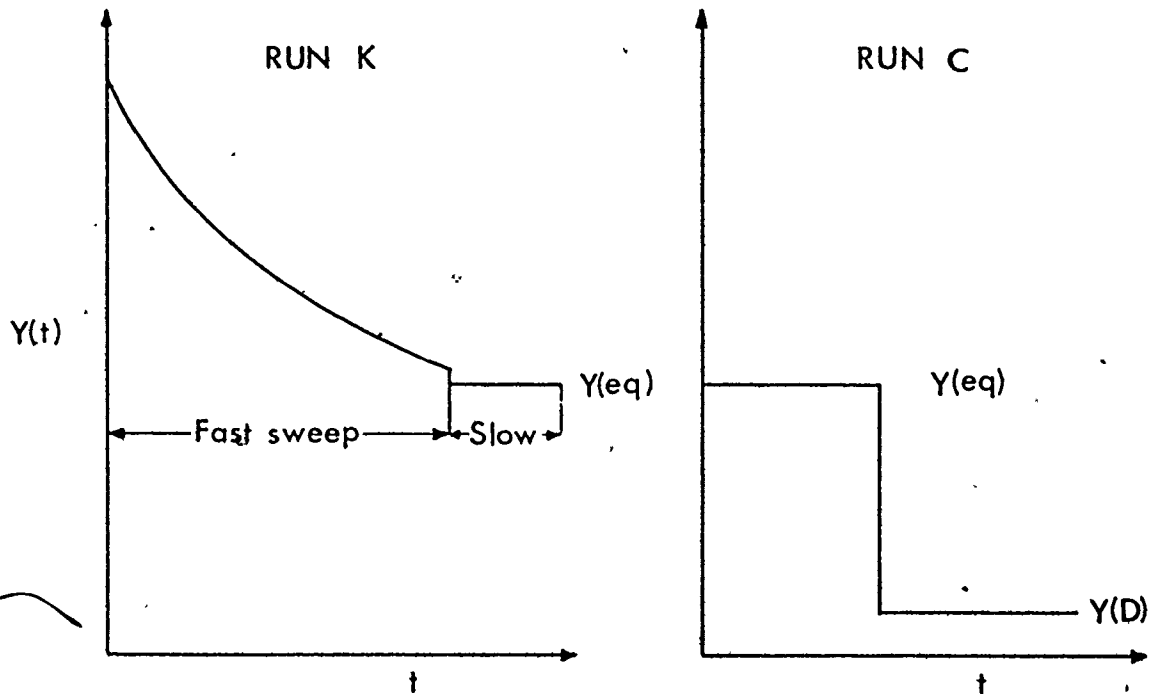 RUN K
RUN C
Y(t)
Y(eq)
Fast sweep
Slow
t
Y(eq)
Y(D)
t